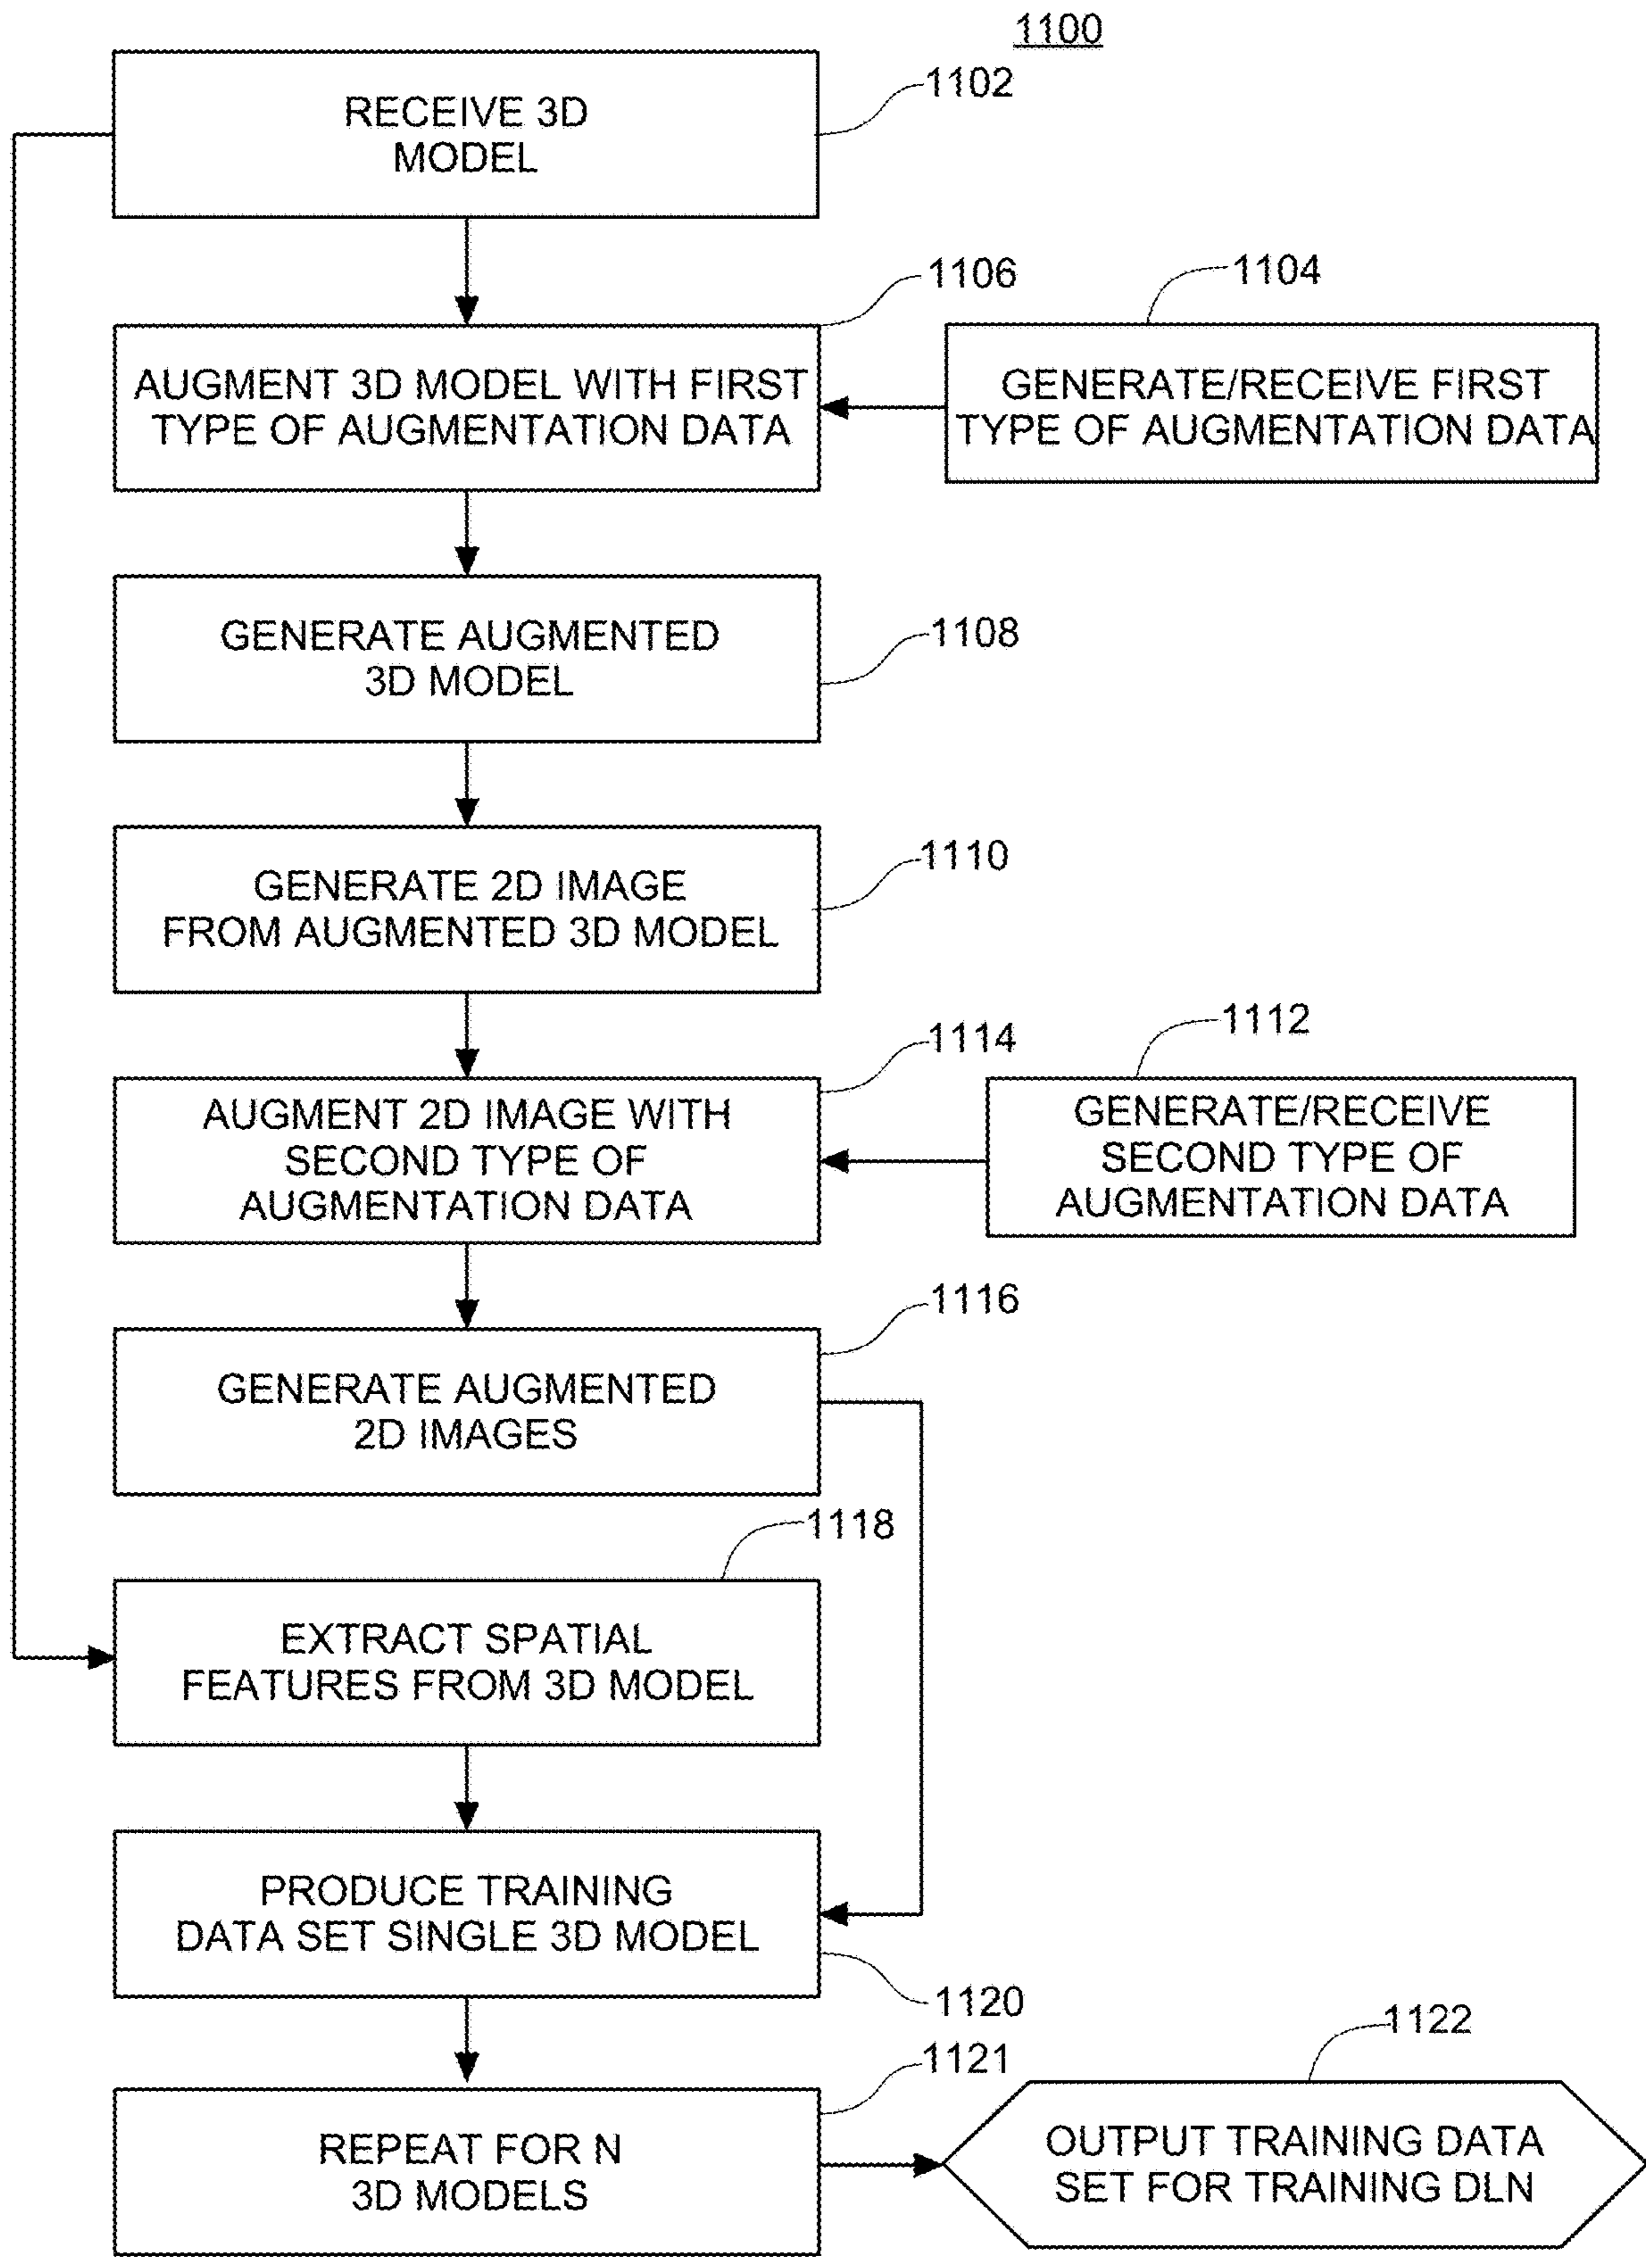 1100
RECEIVE 3D
MODEL
1102
1106
1104
AUGMENT 3D MODEL WITH FIRST
TYPE OF AUGMENTATION DATA
GENERATE/RECEIVE FIRST
TYPE OF AUGMENTATION DATA
GENERATE AUGMENTED
3D MODEL
1108
GENERATE 2D IMAGE
FROM AUGMENTED 3D MODEL
1110
1114
1112
AUGMENT 2D IMAGE WITH
SECOND TYPE OF
AUGMENTATION DATA
GENERATE/RECEIVE
SECOND TYPE OF
AUGMENTATION DATA
1116
GENERATE AUGMENTED
2D IMAGES
1118
EXTRACT SPATIAL
FEATURES FROM 3D MODEL
PRODUCE TRAINING
DATA SET SINGLE 3D MODEL
1120
1121
1122
REPEAT FOR N
3D MODELS
OUTPUT TRAINING DATA
SET FOR TRAINING DLN